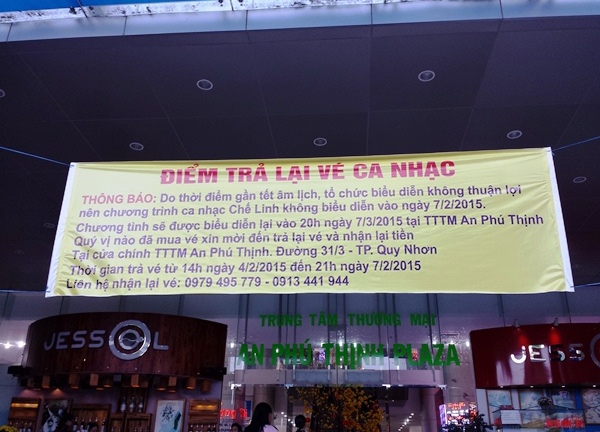 ĐIỂM TRẢ LẠI VÉ CA NHẠC
THÔNG BÁO: Do thời điểm gần tết âm lịch, tổ chức biểu diễn không thuận lợi
nên chương trình ca nhạc Chế Linh không biểu diễn vào ngày 7/2/2015.
Chương tình sẽ được biểu diễn lại vào 20h ngày 7/3/2015 tại TTTM An Phú Thịnh
Quý vị nào đã mua vé xin mời đến trả lại vé và nhận lại tiền
Tại cửa chính TTTM An Phú Thịnh. Đường 31/3 - TP. Quy Nhơn
Thời gian trả vé từ 14h ngày 4/2/2015 đến 21h ngày 7/2/2015
Liên hệ nhận lại vé: 0979 495 779 - 0913 441 944
TRUNG TÂM THƯƠNG MẠI
AN PHÚ THỊNH PLAZA
JESSOL
JESS